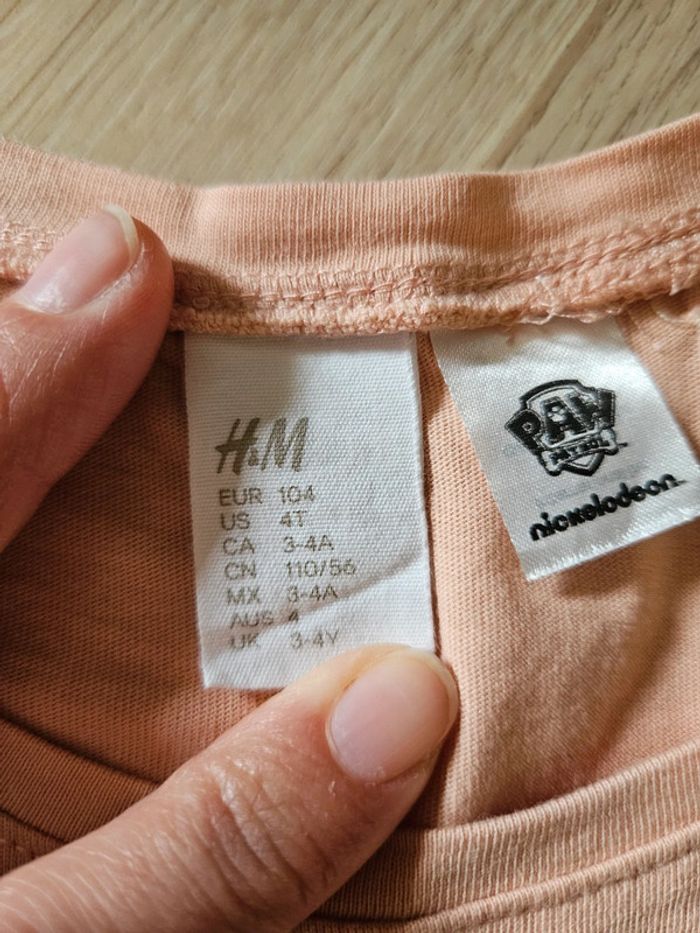 H&M
EUR 104
US 4T
CA 3-4A
CN 110/56
MX 3-4A
AUS 4
UK 3-4Y
PAW
PATROL
nickelodeon